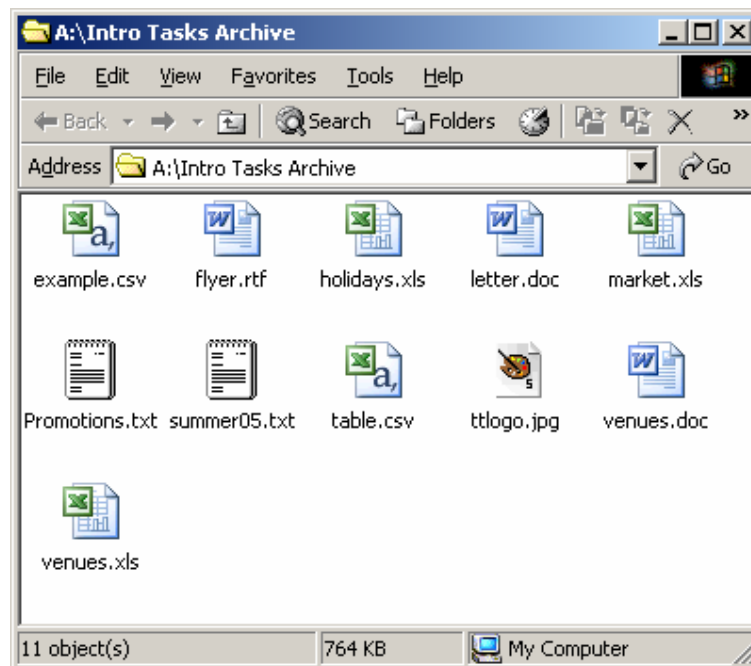 A:\Intro Tasks Archive
File Edit View Favorites Tools Help
Back Search Folders »
Address A:\Intro Tasks Archive Go
example.csv flyer.rtf holidays.xls letter.doc market.xls
Promotions.txt summer05.txt table.csv ttlogo.jpg venues.doc
venues.xls
11 object(s) 764 KB My Computer